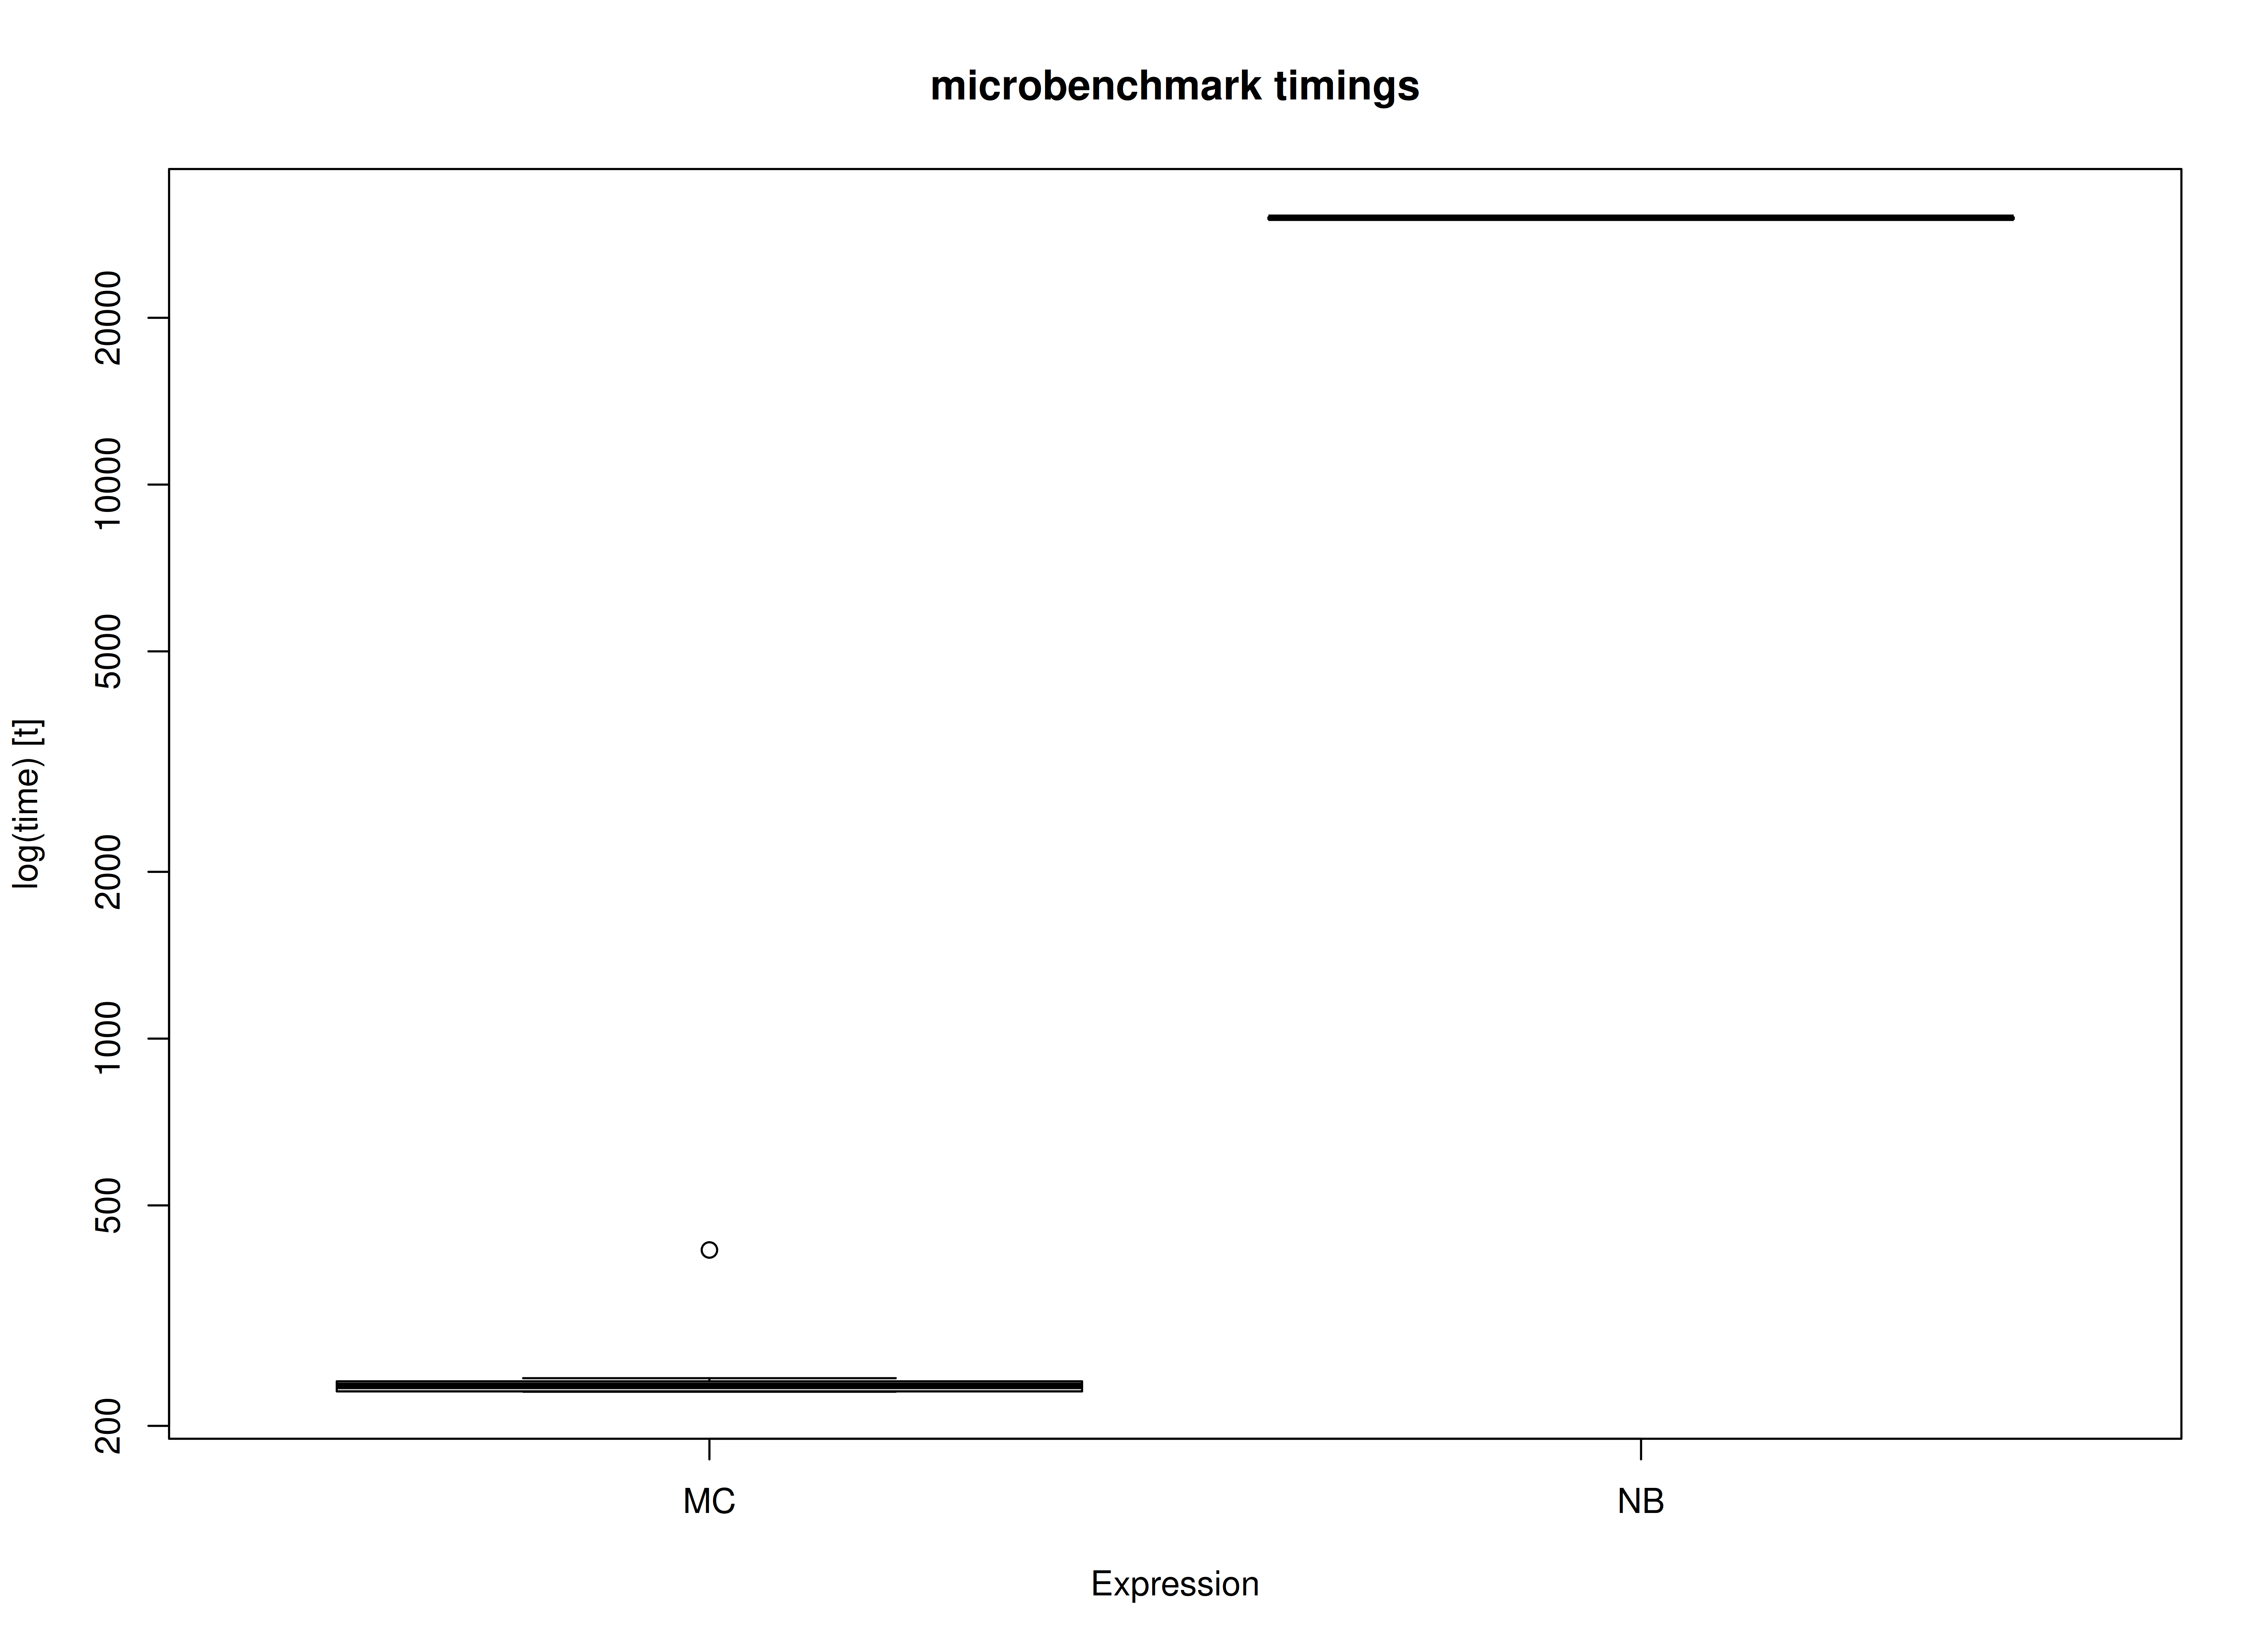 microbenchmark timings
log(time) [t]
20000
10000
5000
2000
1000
500
200
MC
NB
Expression